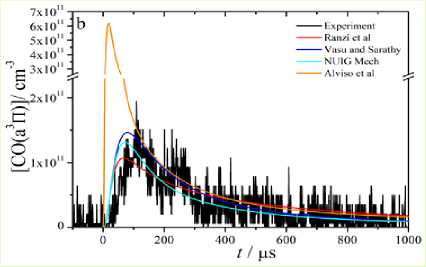 b
7x10¹¹
6x10¹¹
5x10¹¹
4x10¹¹
3x10¹¹
2x10¹¹
1x10¹¹
0
[CO(a³Π)]/ cm⁻³
Experiment
Ranzi et al
Vasu and Sarathy
NUIG Mech
Alviso et al
0 200 400 600 800 1000
t / μs